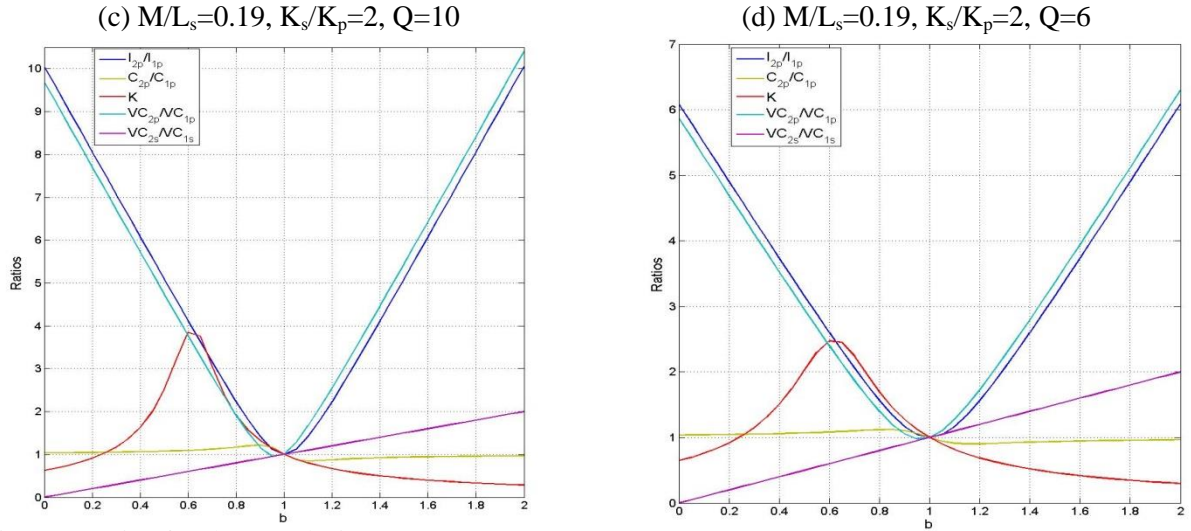 (c) M/Lₛ=0.19, Kₛ/Kₚ=2, Q=10
I₂ₚ/I₁ₚ
C₂ₚ/C₁ₚ
K
VC₂ₚ/VC₁ₚ
VC₂ₛ/VC₁ₛ
Ratios
10
9
8
7
6
5
4
3
2
1
0
0 0.2 0.4 0.6 0.8 1 1.2 1.4 1.6 1.8 2
b
(d) M/Lₛ=0.19, Kₛ/Kₚ=2, Q=6
I₂ₚ/I₁ₚ
C₂ₚ/C₁ₚ
K
VC₂ₚ/VC₁ₚ
VC₂ₛ/VC₁ₛ
Ratios
7
6
5
4
3
2
1
0
0 0.2 0.4 0.6 0.8 1 1.2 1.4 1.6 1.8 2
b